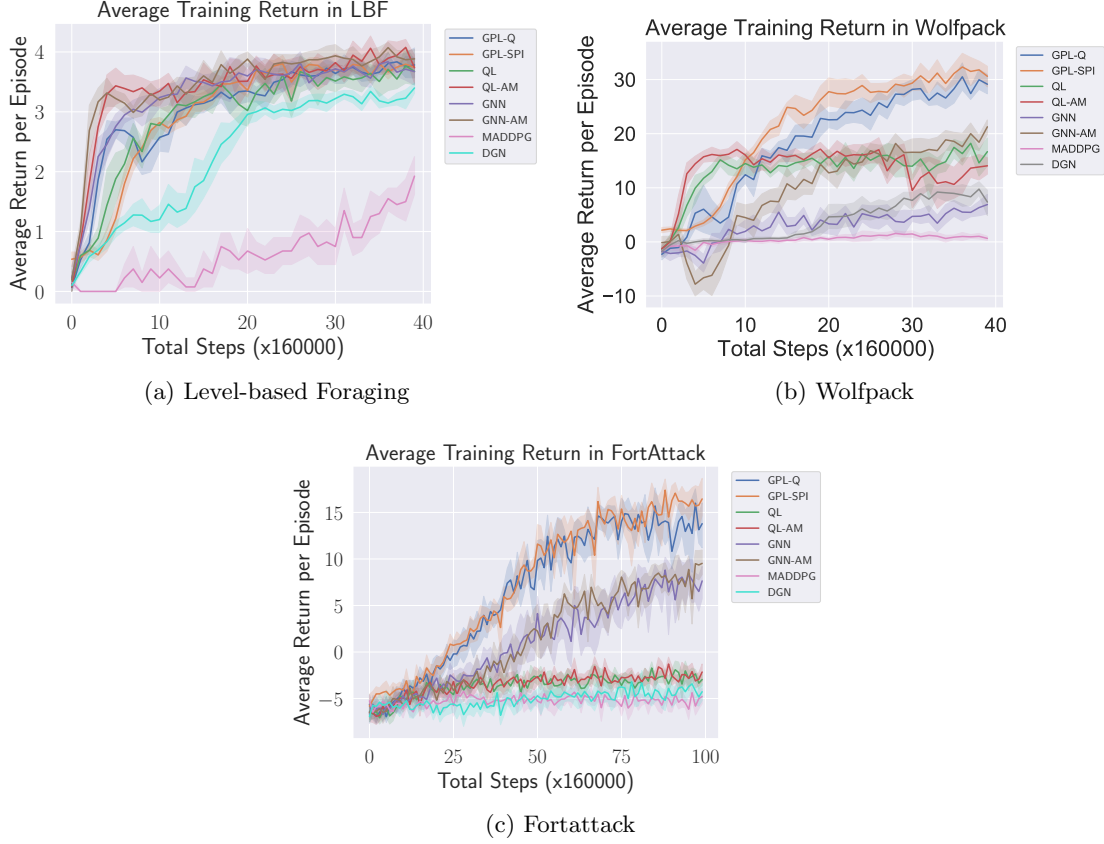 Average Training Return in LBF
Average Return per Episode
4
3
2
1
0
0 10 20 30 40
Total Steps (x160000)
GPL-Q
GPL-SPI
QL
QL-AM
GNN
GNN-AM
MADDPG
DGN
(a) Level-based Foraging
Average Training Return in Wolfpack
Average Return per Episode
30
20
10
0
−10
0 10 20 30 40
Total Steps (x160000)
GPL-Q
GPL-SPI
QL
QL-AM
GNN
GNN-AM
MADDPG
DGN
(b) Wolfpack
Average Training Return in FortAttack
Average Return per Episode
15
10
5
0
−5
0 25 50 75 100
Total Steps (x160000)
GPL-Q
GPL-SPI
QL
QL-AM
GNN
GNN-AM
MADDPG
DGN
(c) Fortattack